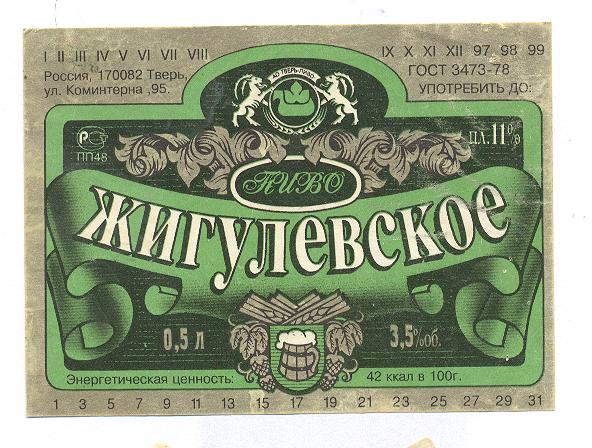 I II III IV V VI VII VIII
IX X XI XII 97 98 99
Россия, 170082 Тверь,
ул. Коминтерна ,95.
ГОСТ 3473-78
УПОТРЕБИТЬ ДО:
АО ТВЕРЬ-ПИВО
РС
ПП48
ПЛ.11%
ПИВО
ЖИГУЛЕВСКОЕ
0,5 л
3,5%об.
Энергетическая ценность: 42 ккал в 100г.
1 3 5 7 9 11 13 15 17 19 21 23 25 27 29 31